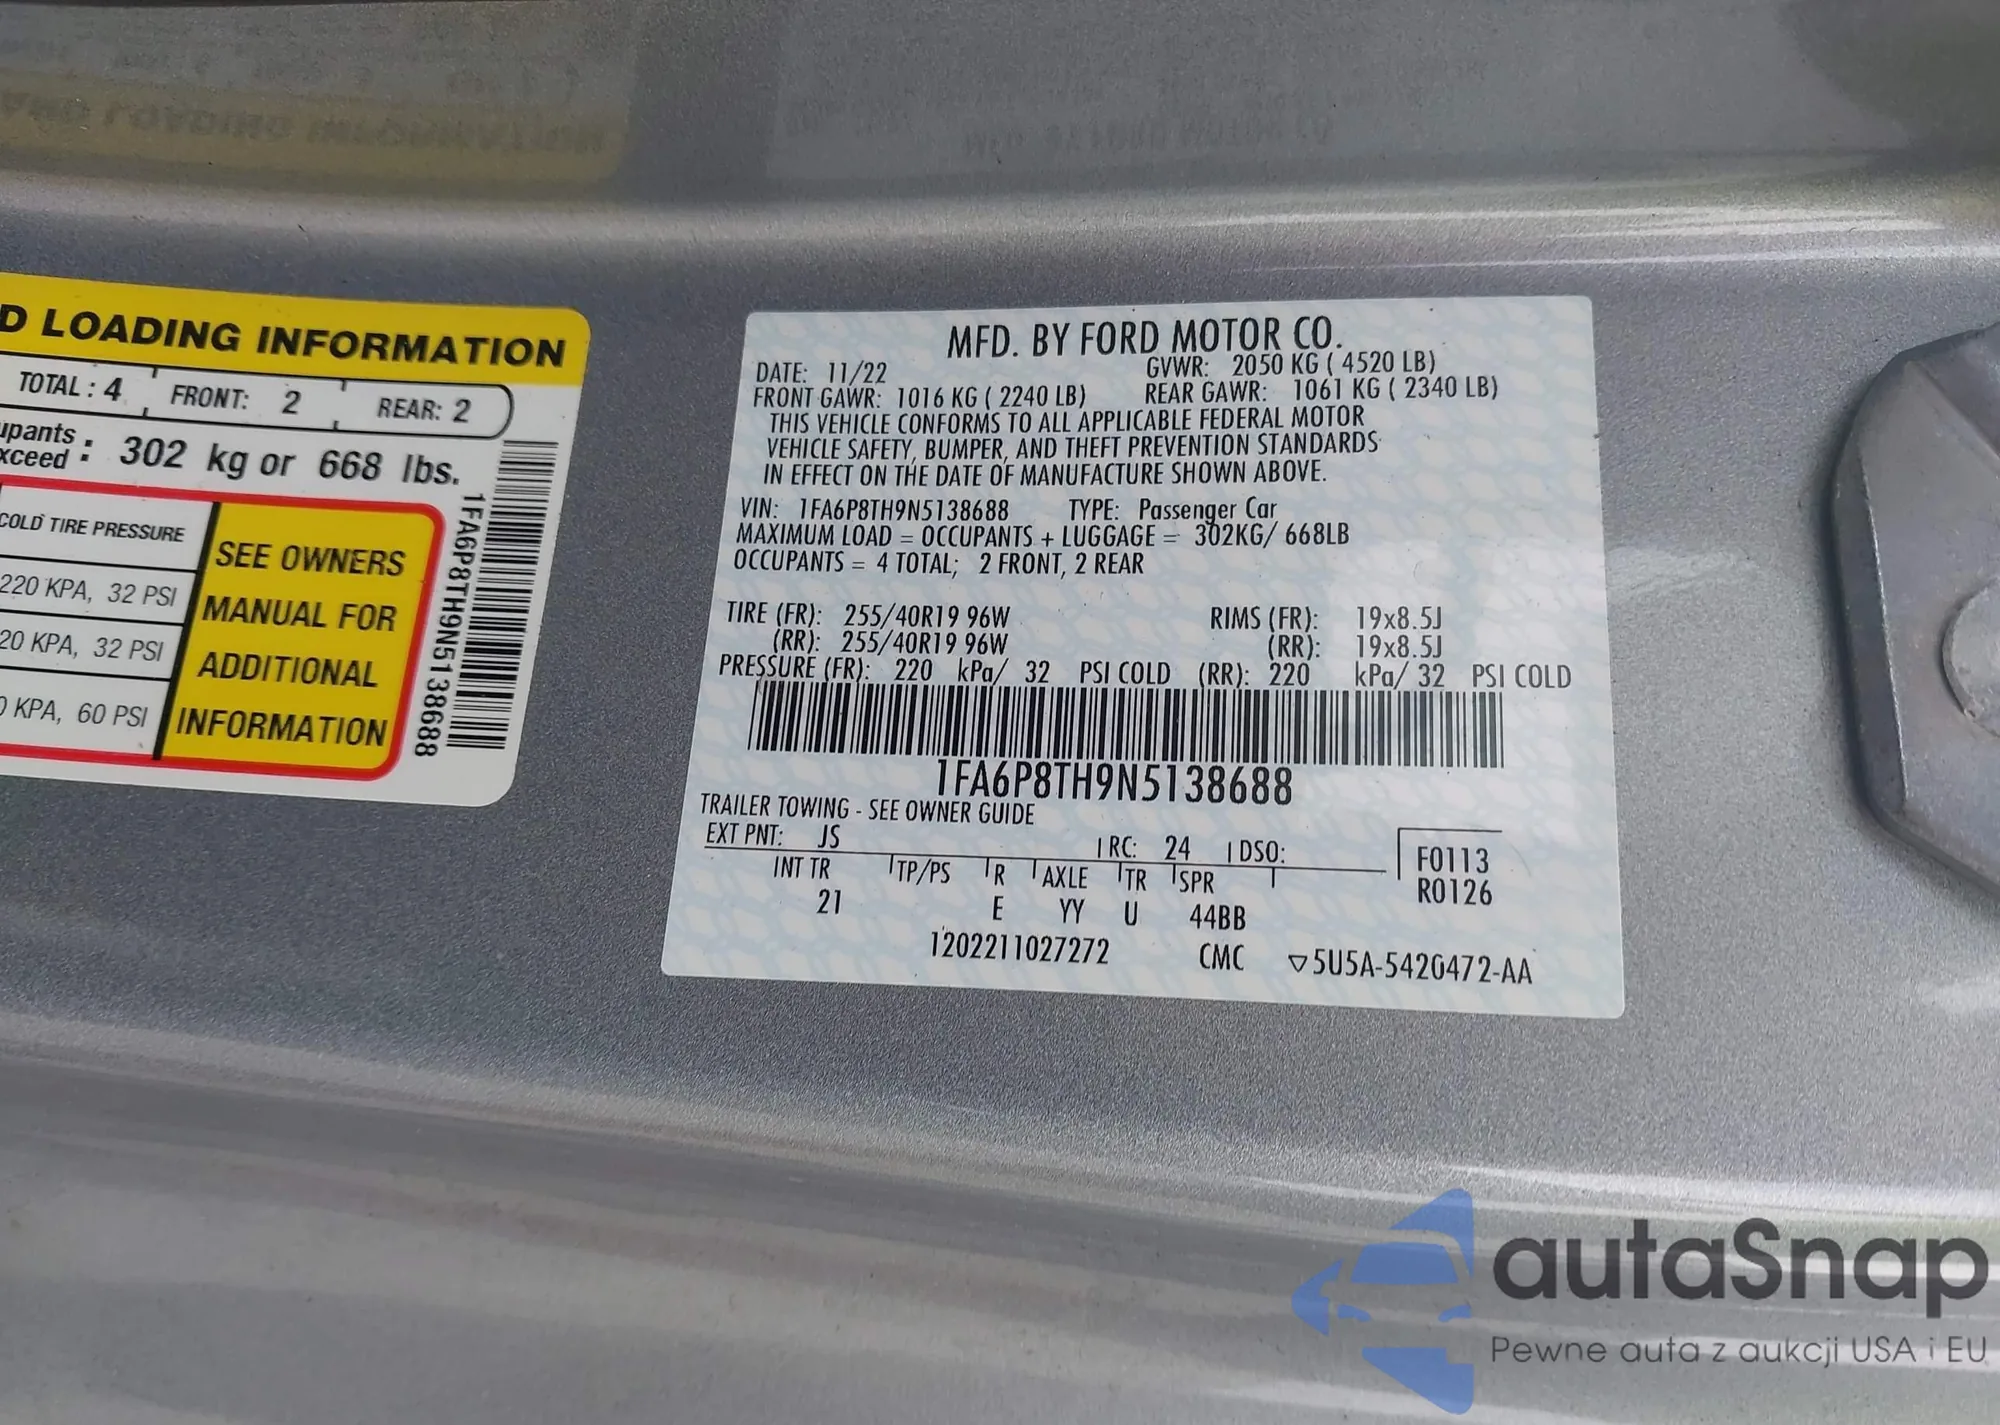 D LOADING INFORMATION
TOTAL : 4 FRONT: 2 REAR: 2
upants
xceed : 302 kg or 668 lbs.
COLD TIRE PRESSURE
220 KPA, 32 PSI
20 KPA, 32 PSI
0 KPA, 60 PSI
SEE OWNERS
MANUAL FOR
ADDITIONAL
INFORMATION
1FA6P8TH9N5138688
MFD. BY FORD MOTOR CO.
DATE: 11/22 GVWR: 2050 KG ( 4520 LB)
FRONT GAWR: 1016 KG ( 2240 LB) REAR GAWR: 1061 KG ( 2340 LB)
THIS VEHICLE CONFORMS TO ALL APPLICABLE FEDERAL MOTOR
VEHICLE SAFETY, BUMPER, AND THEFT PREVENTION STANDARDS
IN EFFECT ON THE DATE OF MANUFACTURE SHOWN ABOVE.
VIN: 1FA6P8TH9N5138688 TYPE: Passenger Car
MAXIMUM LOAD = OCCUPANTS + LUGGAGE = 302KG/ 668LB
OCCUPANTS = 4 TOTAL; 2 FRONT, 2 REAR
TIRE (FR): 255/40R19 96W RIMS (FR): 19x8.5J
(RR): 255/40R19 96W (RR): 19x8.5J
PRESSURE (FR): 220 kPa/ 32 PSI COLD (RR): 220 kPa/ 32 PSI COLD
1FA6P8TH9N5138688
TRAILER TOWING - SEE OWNER GUIDE
EXT PNT: JS RC: 24 DSO:
F0113
R0126
INT TR TP/PS R AXLE TR SPR
21 E YY U 44BB
1202211027272 CMC ▽5U5A-5420472-AA
autaSnap
Pewne auta z aukcji USA i EU